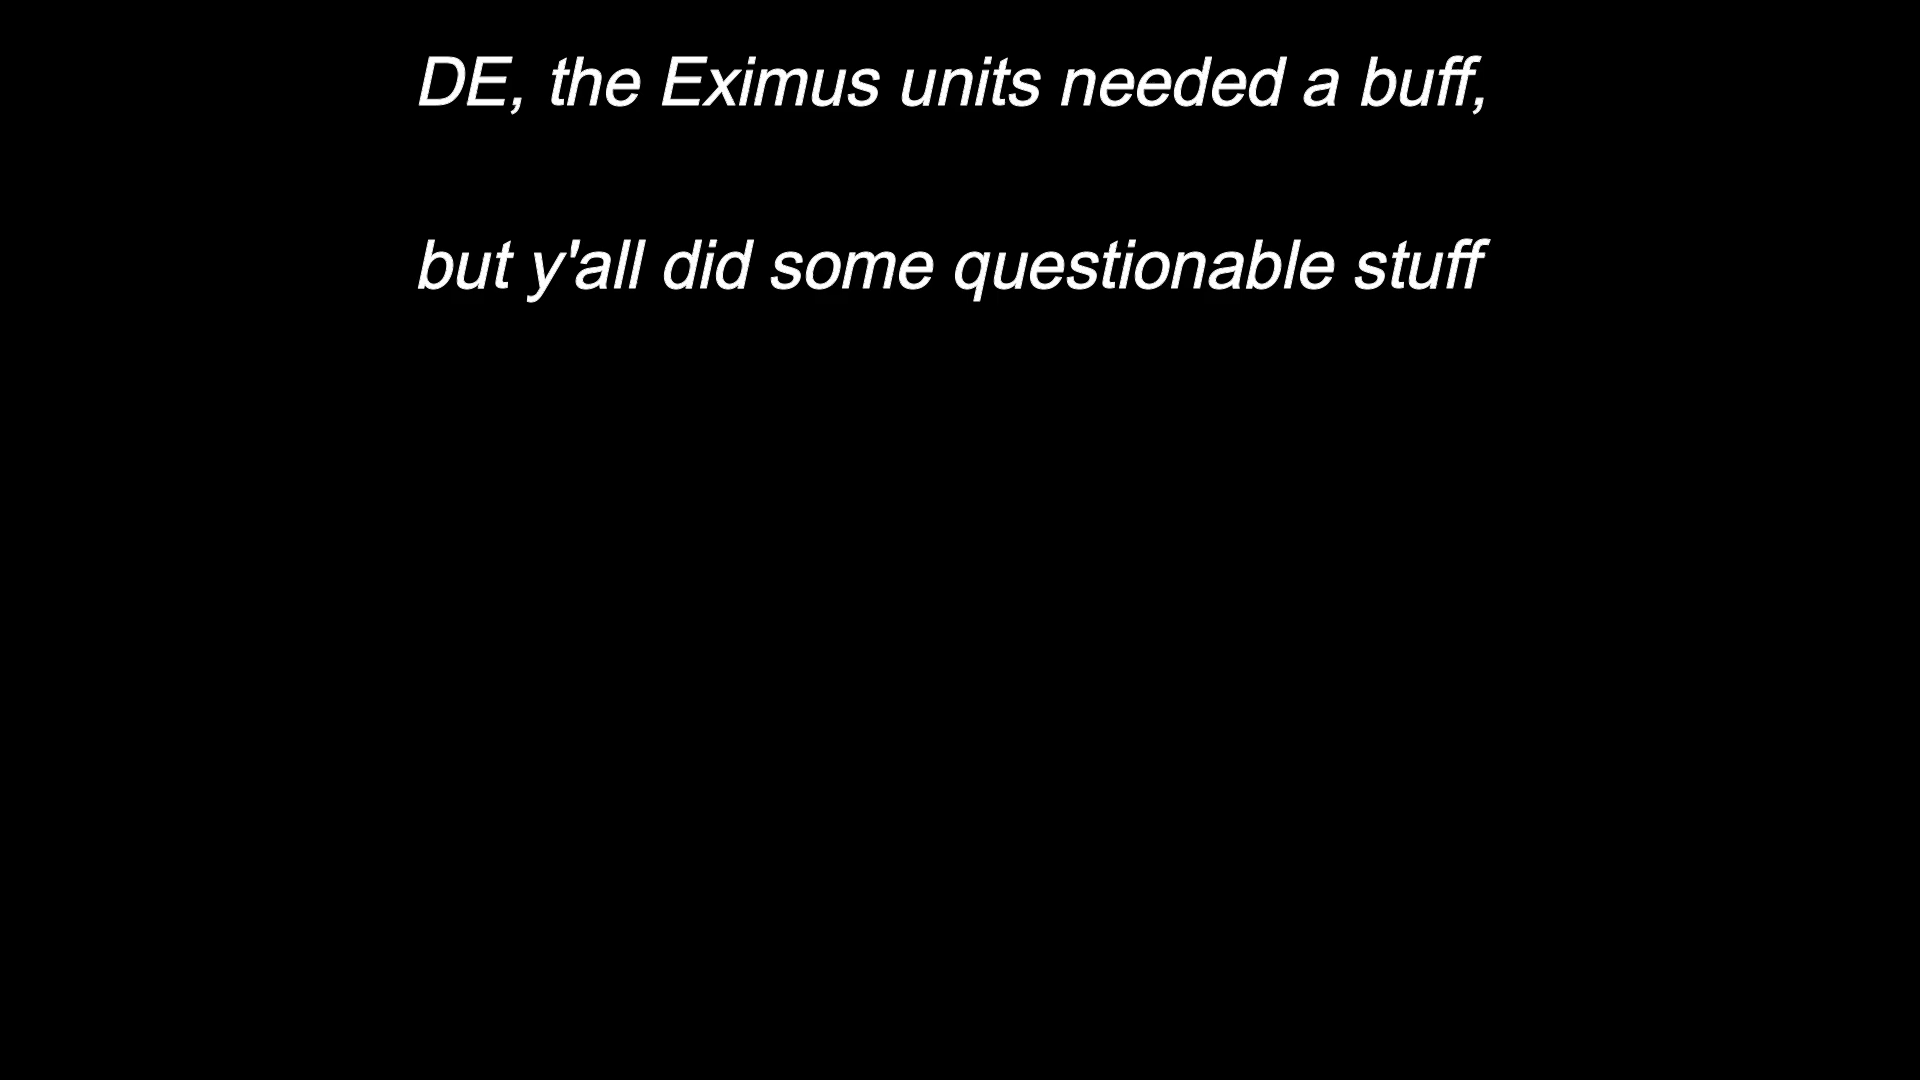 DE, the Eximus units needed a buff,
but y'all did some questionable stuff